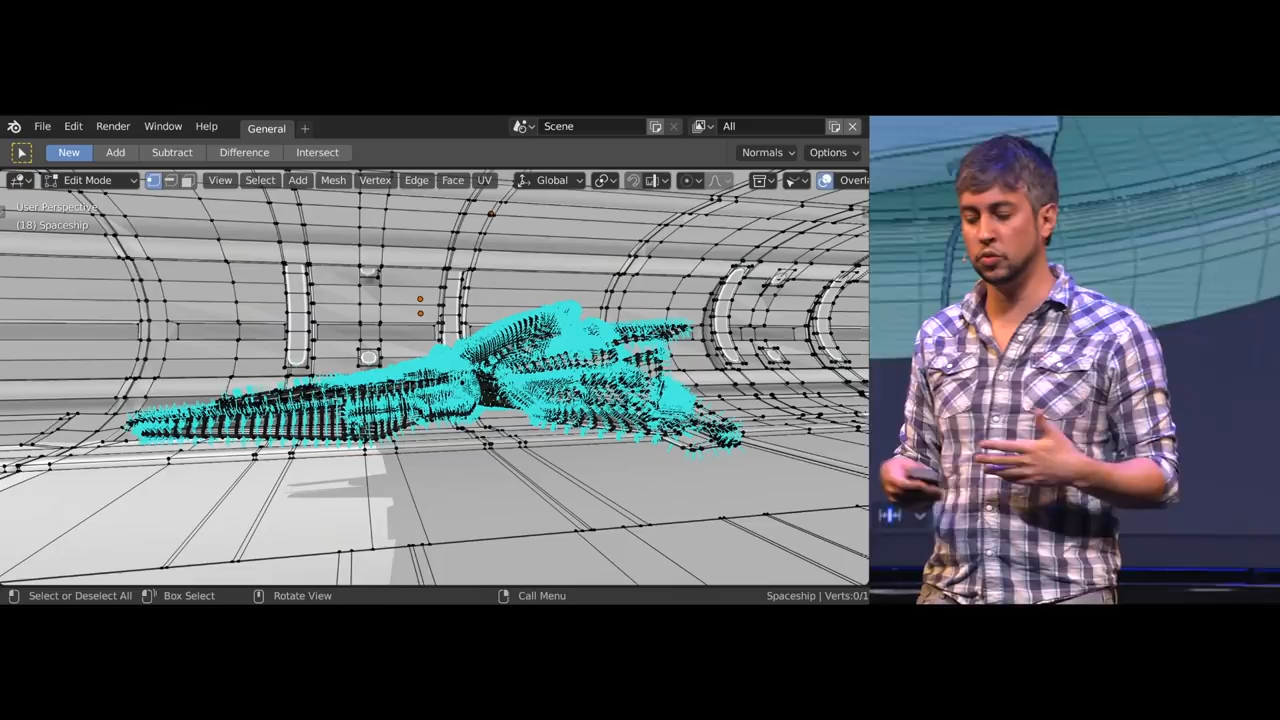 File Edit Render Window Help General + Scene All
New Add Subtract Difference Intersect Normals Options
Edit Mode View Select Add Mesh Vertex Edge Face UV Global Overla
User Perspective
(18) Spaceship
Select or Deselect All Box Select Rotate View Call Menu Spaceship | Verts:0/1